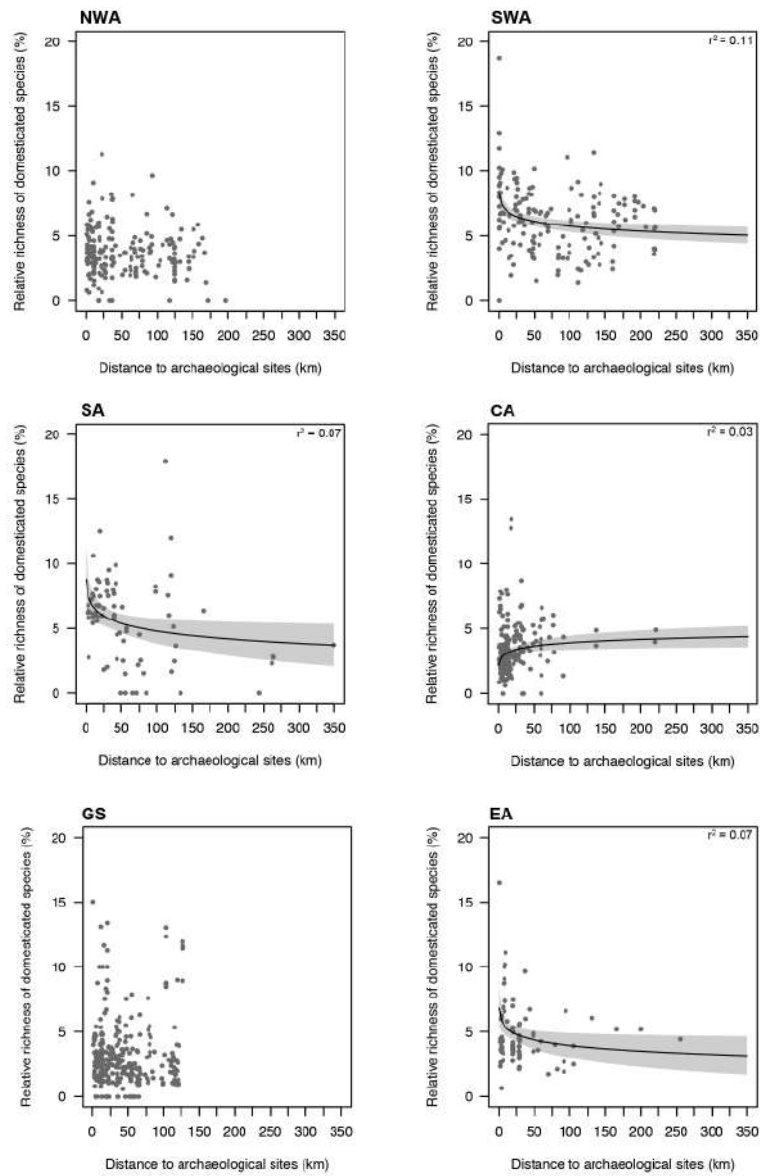 NWA
Relative richness of domesticated species (%)
20
15
10
5
0
0 50 100 150 200 250 300 350
Distance to archaeological sites (km)
SWA
r² = 0.11
Relative richness of domesticated species (%)
20
15
10
5
0
0 50 100 150 200 250 300 350
Distance to archaeological sites (km)
SA
r² = 0.07
Relative richness of domesticated species (%)
20
15
10
5
0
0 50 100 150 200 250 300 350
Distance to archaeological sites (km)
CA
r² = 0.03
Relative richness of domesticated species (%)
20
15
10
5
0
0 50 100 150 200 250 300 350
Distance to archaeological sites (km)
GS
Relative richness of domesticated species (%)
20
15
10
5
0
0 50 100 150 200 250 300 350
Distance to archaeological sites (km)
EA
r² = 0.07
Relative richness of domesticated species (%)
20
15
10
5
0
0 50 100 150 200 250 300 350
Distance to archaeological sites (km)